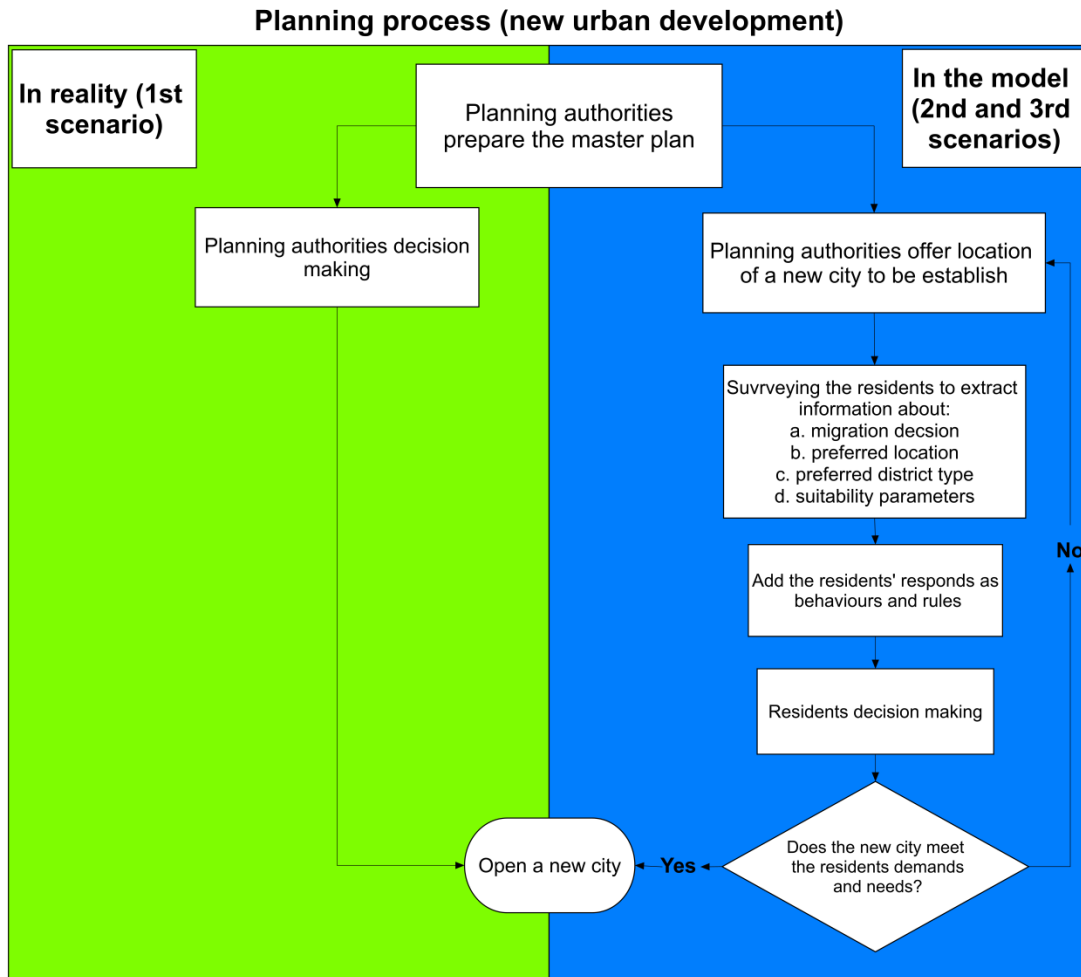 Planning process (new urban development)
In reality (1st
scenario)
Planning authorities
prepare the master plan
In the model
(2nd and 3rd
scenarios)
Planning authorities decision
making
Planning authorities offer location
of a new city to be establish
Suvrveying the residents to extract
information about:
a. migration decsion
b. preferred location
c. preferred district type
d. suitability parameters
No
Add the residents' responds as
behaviours and rules
Residents decision making
Does the new city meet
the residents demands
and needs?
Yes
Open a new city